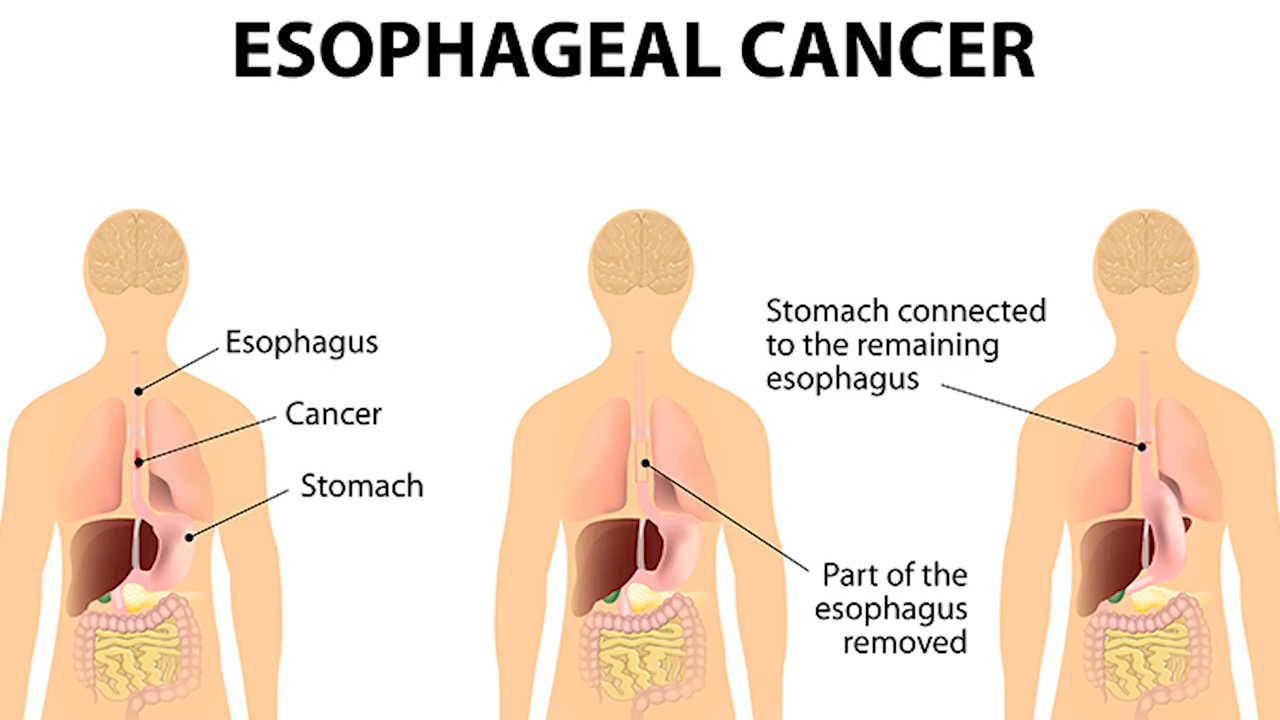 ESOPHAGEAL CANCER
Esophagus
Cancer
Stomach
Part of the
esophagus
removed
Stomach connected
to the remaining
esophagus